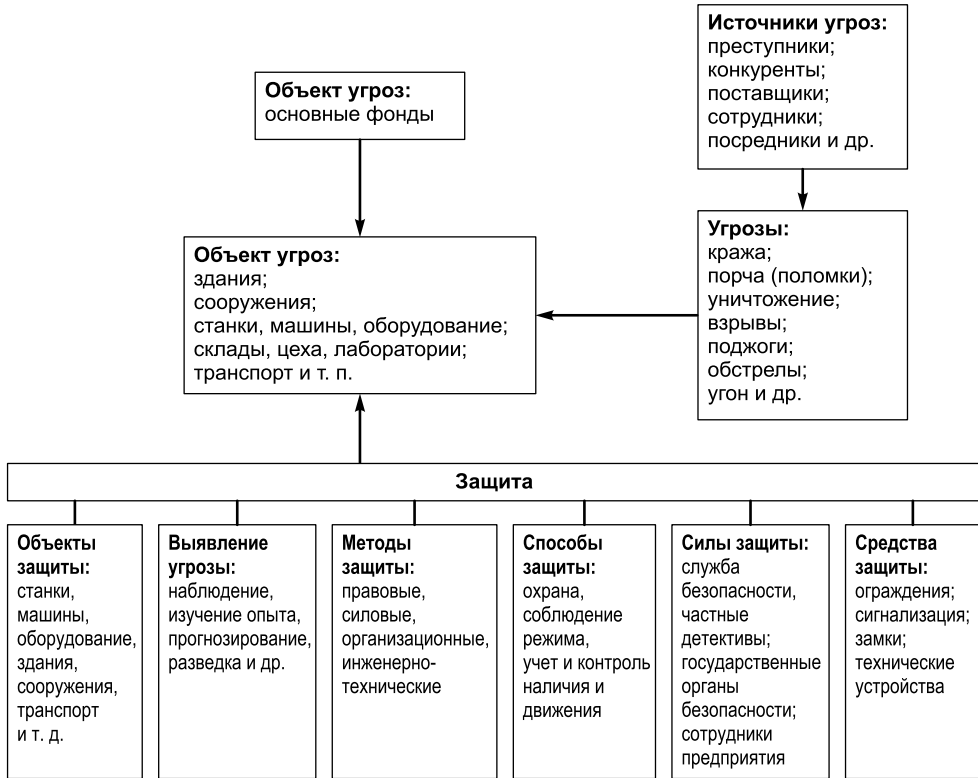 Источники угроз:
преступники;
конкуренты;
поставщики;
сотрудники;
посредники и др.
Объект угроз:
основные фонды
Угрозы:
кража;
порча (поломки);
уничтожение;
взрывы;
поджоги;
обстрелы;
угон и др.
Объект угроз:
здания;
сооружения;
станки, машины, оборудование;
склады, цеха, лаборатории;
транспорт и т. п.
Защита
Объекты
защиты:
станки,
машины,
оборудование,
здания,
сооружения,
транспорт
и т. д.
Выявление
угрозы:
наблюдение,
изучение опыта,
прогнозирование,
разведка и др.
Методы
защиты:
правовые,
силовые,
организационные,
инженерно-
технические
Способы
защиты:
охрана,
соблюдение
режима,
учет и контроль
наличия и
движения
Силы защиты:
служба
безопасности,
частные
детективы;
государственные
органы
безопасности;
сотрудники
предприятия
Средства
защиты:
ограждения;
сигнализация;
замки;
технические
устройства